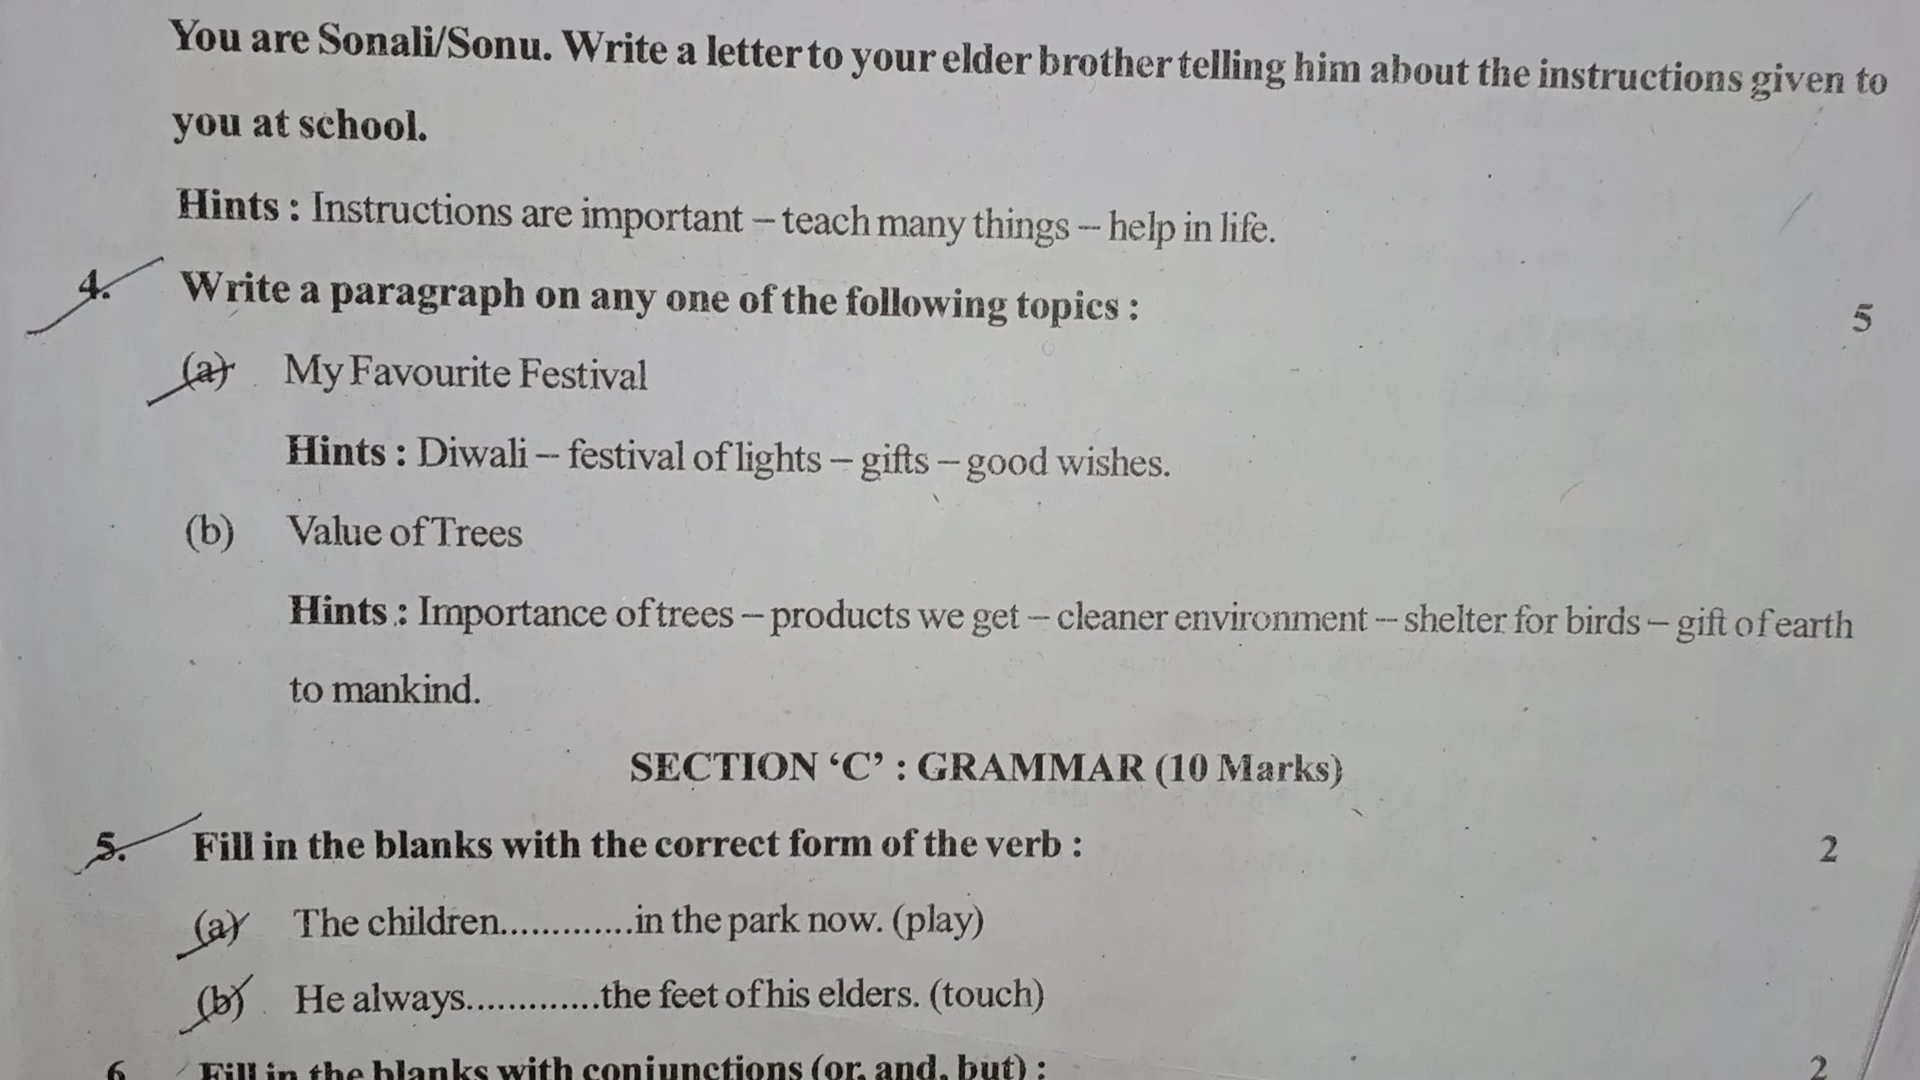 You are Sonali/Sonu. Write a letter to your elder brother telling him about the instructions given to
you at school.
Hints : Instructions are important – teach many things – help in life.
4. Write a paragraph on any one of the following topics : 5
(a) My Favourite Festival
Hints : Diwali – festival of lights – gifts – good wishes.
(b) Value of Trees
Hints : Importance of trees – products we get – cleaner environment – shelter for birds – gift of earth
to mankind.
SECTION ‘C’ : GRAMMAR (10 Marks)
5. Fill in the blanks with the correct form of the verb : 2
(a) The children.............in the park now. (play)
(b) He always.............the feet of his elders. (touch)
6 Fill in the blanks with conjunctions (or, and, but) : 2